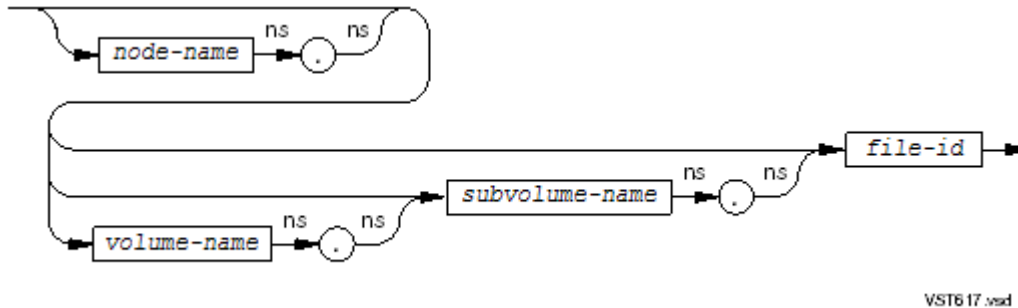 ns ns
node-name .
file-id
ns ns
subvolume-name .
ns ns
volume-name .
VST617.vsd